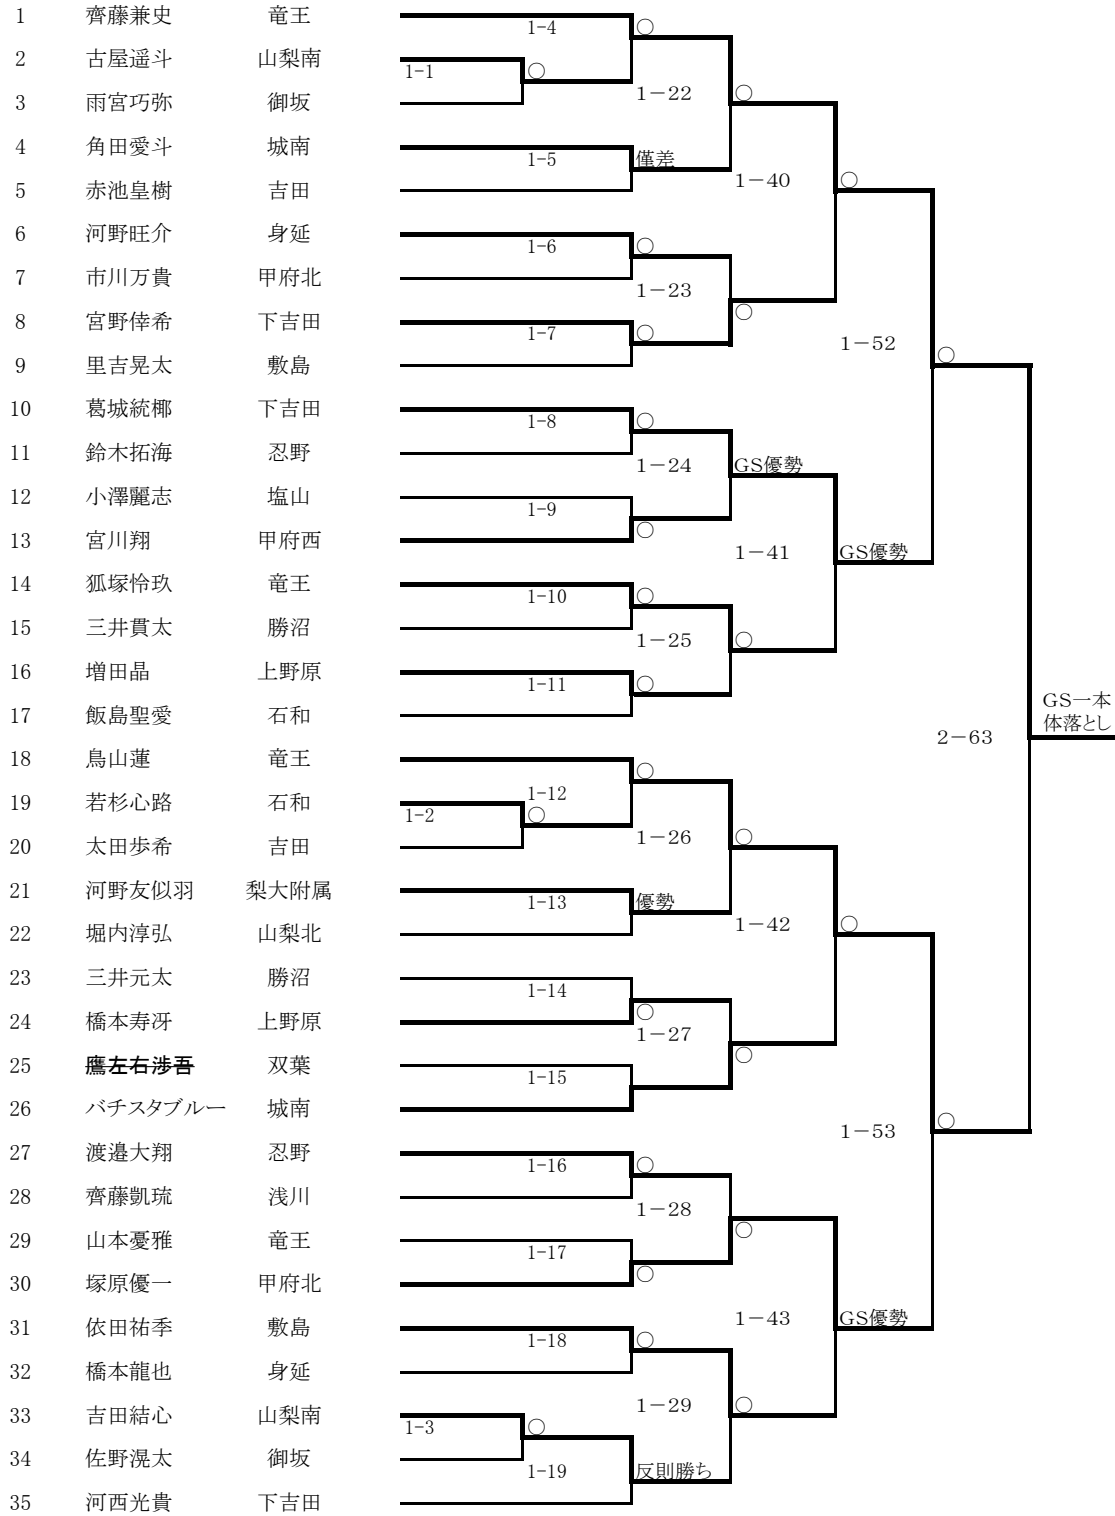 1 齊藤兼史 竜王
1-4 ○
2 古屋遥斗 山梨南
1-1 ○
1－22 ○
3 雨宮巧弥 御坂
4 角田愛斗 城南
1-5 僅差
1－40 ○
5 赤池皇樹 吉田
6 河野旺介 身延
1-6 ○
7 市川万貴 甲府北
1－23 ○
8 宮野倖希 下吉田
1-7 ○
1－52 ○
9 里吉晃太 敷島
10 葛城統梛 下吉田
1-8 ○
11 鈴木拓海 忍野
1－24 GS優勢
12 小澤麗志 塩山
1-9 ○
13 宮川翔 甲府西
1－41 GS優勢
14 狐塚怜玖 竜王
1-10 ○
15 三井貫太 勝沼
1－25 ○
16 増田晶 上野原
1-11 ○
17 飯島聖愛 石和
GS一本
体落とし
2－63
18 鳥山蓮 竜王
1-12 ○
19 若杉心路 石和
1-2 ○
1－26 ○
20 太田歩希 吉田
21 河野友似羽 梨大附属
1-13 優勢
1－42 ○
22 堀内淳弘 山梨北
23 三井元太 勝沼
1-14 ○
24 橋本寿冴 上野原
1－27 ○
25 鷹左右渉吾 双葉
1-15
26 バチスタブルー 城南
1－53 ○
27 渡邉大翔 忍野
1-16 ○
28 齊藤凱琉 浅川
1－28 ○
29 山本憂雅 竜王
1-17 ○
30 塚原優一 甲府北
1－43 GS優勢
31 依田祐季 敷島
1-18 ○
32 橋本龍也 身延
1－29 ○
33 吉田結心 山梨南
1-3 ○
34 佐野滉太 御坂
1-19 反則勝ち
35 河西光貴 下吉田